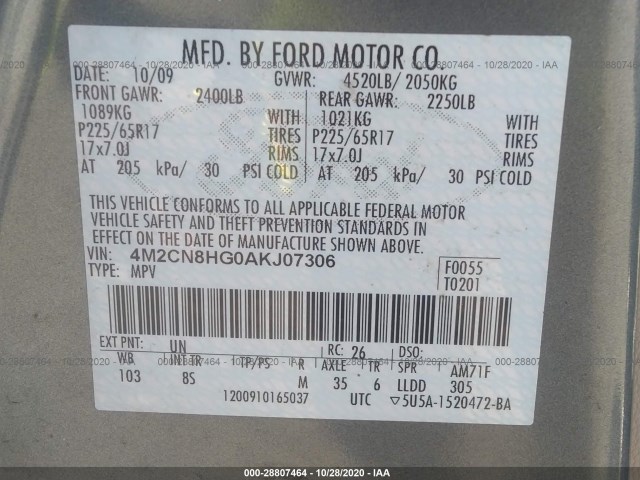 MFD. BY FORD MOTOR CO.
DATE: 10/09 GVWR: 4520LB/ 2050KG
FRONT GAWR: 2400LB REAR GAWR: 2250LB
1089KG WITH 1021KG WITH
P225/65R17 TIRES P225/65R17 TIRES
17x7.0J RIMS 17x7.0J RIMS
AT 205 kPa/ 30 PSI COLD AT 205 kPa/ 30 PSI COLD
THIS VEHICLE CONFORMS TO ALL APPLICABLE FEDERAL MOTOR
VEHICLE SAFETY AND THEFT PREVENTION STANDARDS IN
EFFECT ON THE DATE OF MANUFACTURE SHOWN ABOVE.
VIN: 4M2CN8HG0AKJ07306 F0055
TYPE: MPV T0201
EXT PNT: UN RC: 26 DSO:
WB INT TR TP/PS R AXLE TR SPR AM71F
103 8S M 35 6 LLDD 305
1200910165037 UTC ▽5U5A-1520472-BA
000-28807464 | 10/28/2020 - IAA